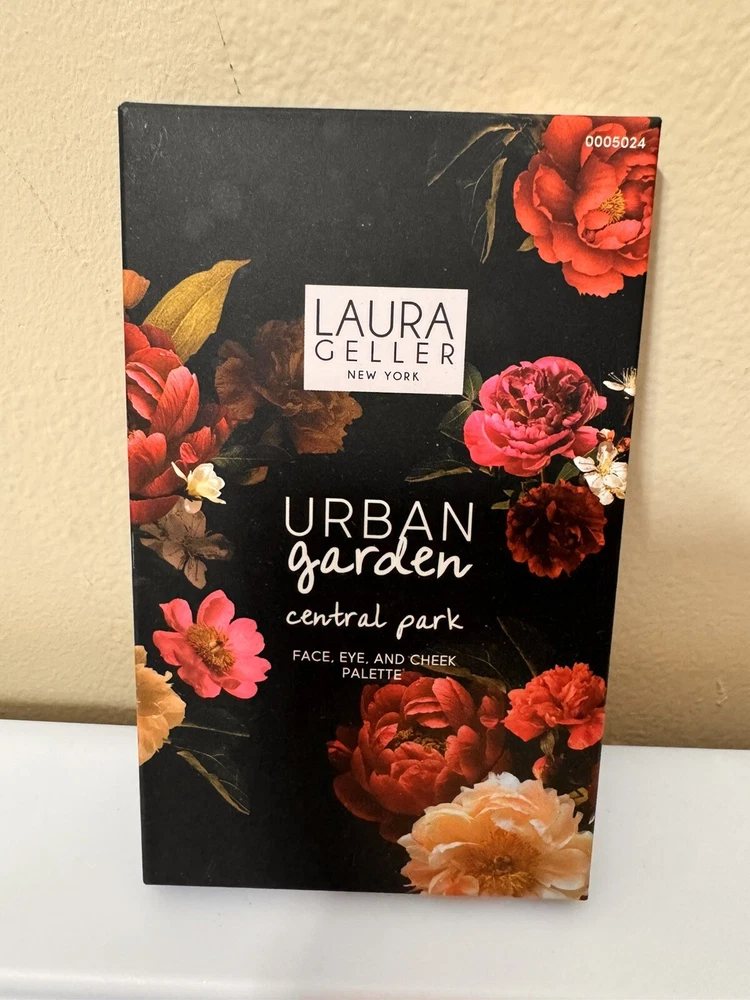 0005024
LAURA
GELLER
NEW YORK
URBAN
garden
central park
FACE, EYE, AND CHEEK
PALETTE